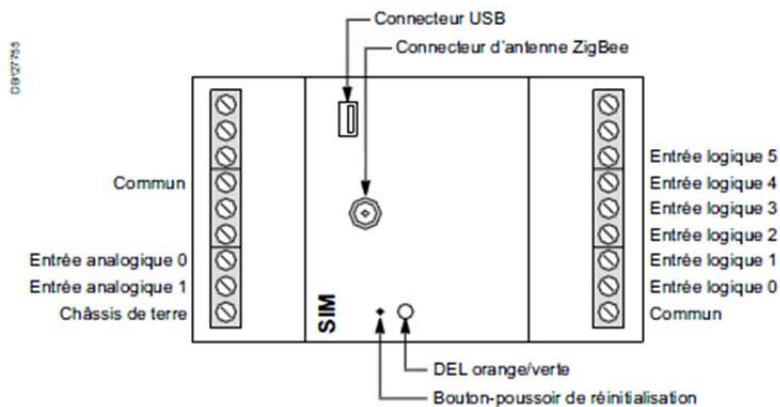 Connecteur USB
Connecteur d'antenne ZigBee
DB127755
Entrée logique 5
Commun
Entrée logique 4
Entrée logique 3
Entrée logique 2
Entrée analogique 0
Entrée logique 1
Entrée analogique 1
Entrée logique 0
Châssis de terre
SIM
Commun
DEL orange/verte
Bouton-poussoir de réinitialisation